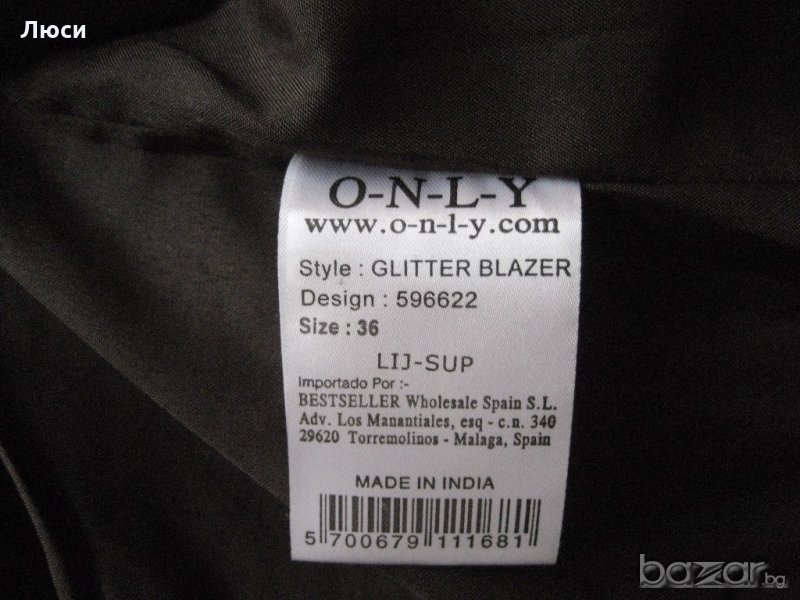 Люси
O-N-L-Y
www.o-n-l-y.com
Style : GLITTER BLAZER
Design : 596622
Size : 36
LIJ-SUP
Importado Por :-
BESTSELLER Wholesale Spain S.L.
Adv. Los Manantiales, esq - c.n. 340
29620 Torremolinos - Malaga, Spain
MADE IN INDIA
5 700679 111681
bazar.bg